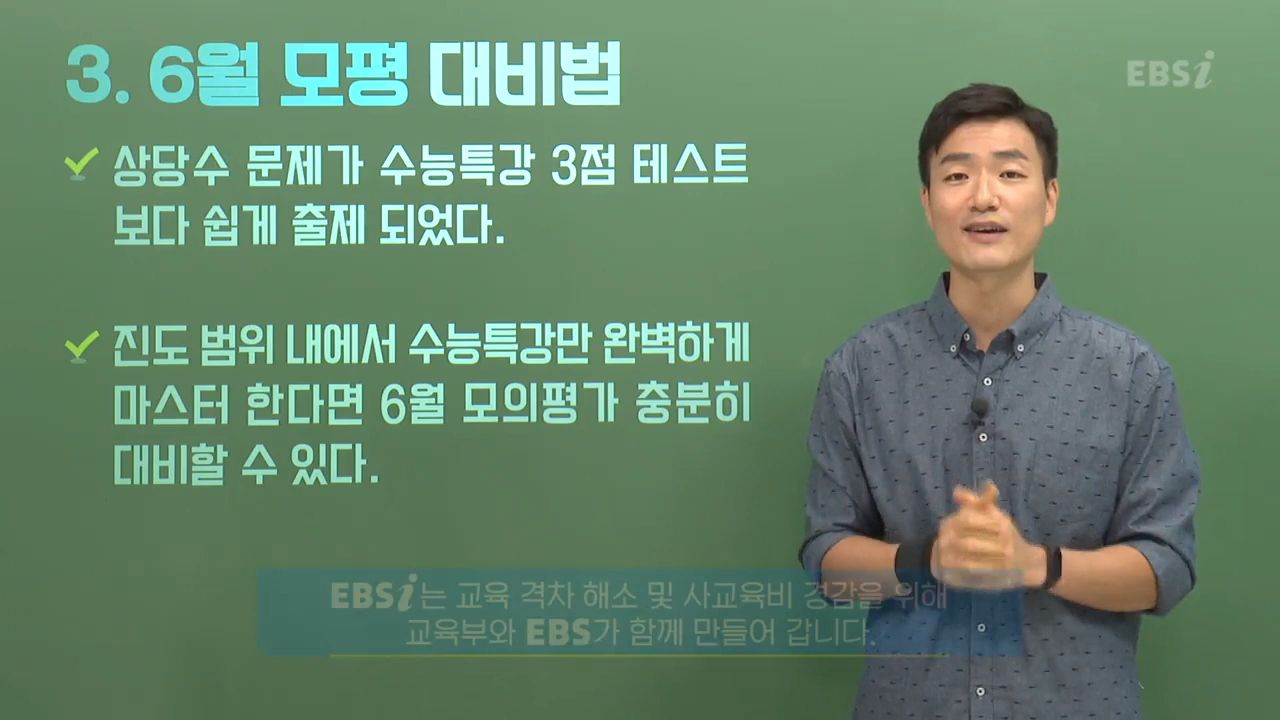 3. 6월 모평 대비법
EBSi
상당수 문제가 수능특강 3점 테스트
보다 쉽게 출제 되었다.
진도 범위 내에서 수능특강만 완벽하게
마스터 한다면 6월 모의평가 충분히
대비할 수 있다.
EBSi는 교육 격차 해소 및 사교육비 경감을 위해
교육부와 EBS가 함께 만들어 갑니다.